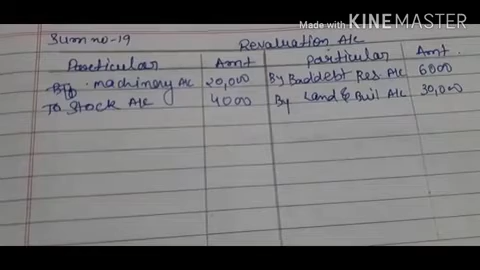 Made with KINEMASTER
Sum no-19
Revaluation A/c
Particular Amt Particular Amt.
machinery A/c 20,000 By Baddebt Res A/c 6000
To Stock A/c 4000 By Land & Buil A/c 30,000